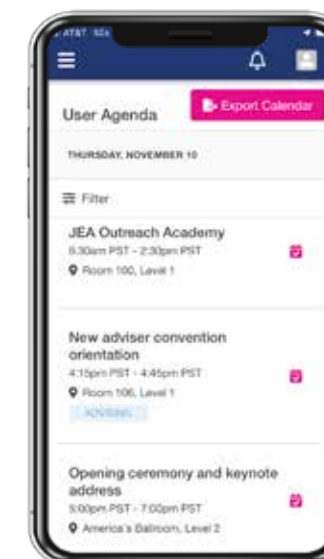 AT&T
Export Calendar
User Agenda
THURSDAY, NOVEMBER 10
Filter
JEA Outreach Academy
8:30am PST - 2:30pm PST
Room 100, Level 1
New adviser convention
orientation
4:15pm PST - 4:45pm PST
Room 106, Level 1
ADVISING
Opening ceremony and keynote
address
5:00pm PST - 7:00pm PST
America's Ballroom, Level 2